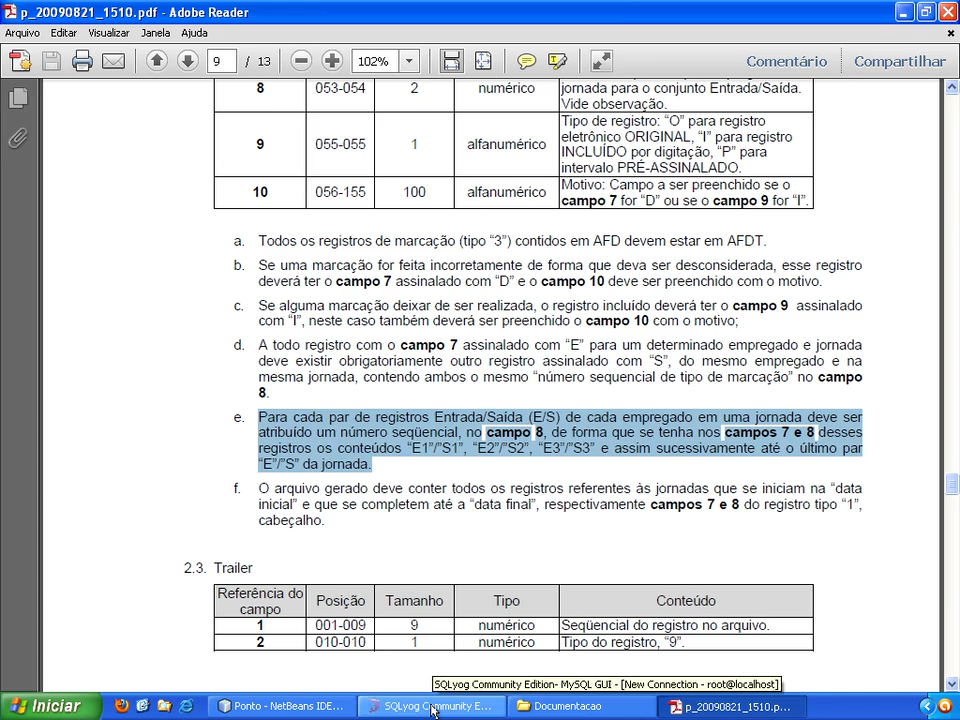 p_20090821_1510.pdf - Adobe Reader
Arquivo Editar Visualizar Janela Ajuda
9 / 13 102% Comentário Compartilhar
8 053-054 2 numérico jornada para o conjunto Entrada/Saída.
Vide observação.
Tipo de registro: “O” para registro
eletrônico ORIGINAL, “I” para registro
9 055-055 1 alfanumérico INCLUÍDO por digitação, “P” para
intervalo PRÉ-ASSINALADO.
10 056-155 100 alfanumérico Motivo: Campo a ser preenchido se o
campo 7 for “D” ou se o campo 9 for “I”.
a. Todos os registros de marcação (tipo “3”) contidos em AFD devem estar em AFDT.
b. Se uma marcação for feita incorretamente de forma que deva ser desconsiderada, esse registro
deverá ter o campo 7 assinalado com “D” e o campo 10 deve ser preenchido com o motivo.
c. Se alguma marcação deixar de ser realizada, o registro incluído deverá ter o campo 9 assinalado
com “I”, neste caso também deverá ser preenchido o campo 10 com o motivo;
d. A todo registro com o campo 7 assinalado com “E” para um determinado empregado e jornada
deve existir obrigatoriamente outro registro assinalado com “S”, do mesmo empregado e na
mesma jornada, contendo ambos o mesmo “número sequencial de tipo de marcação” no campo
8.
e. Para cada par de registros Entrada/Saída (E/S) de cada empregado em uma jornada deve ser
atribuído um número seqüencial, no campo 8, de forma que se tenha nos campos 7 e 8 desses
registros os conteúdos “E1”/”S1”, “E2”/”S2”, “E3”/”S3” e assim sucessivamente até o último par
“E”/”S” da jornada.
f. O arquivo gerado deve conter todos os registros referentes às jornadas que se iniciam na “data
inicial” e que se completem até a “data final”, respectivamente campos 7 e 8 do registro tipo “1”,
cabeçalho.
2.3. Trailer
Referência do campo Posição Tamanho Tipo Conteúdo
1 001-009 9 numérico Seqüencial do registro no arquivo.
2 010-010 1 numérico Tipo do registro, “9”.
SQLyog Community Edition- MySQL GUI - [New Connection - root@localhost]
Iniciar Ponto - NetBeans IDE... SQLyog Community E... Documentacao p_20090821_1510.p...